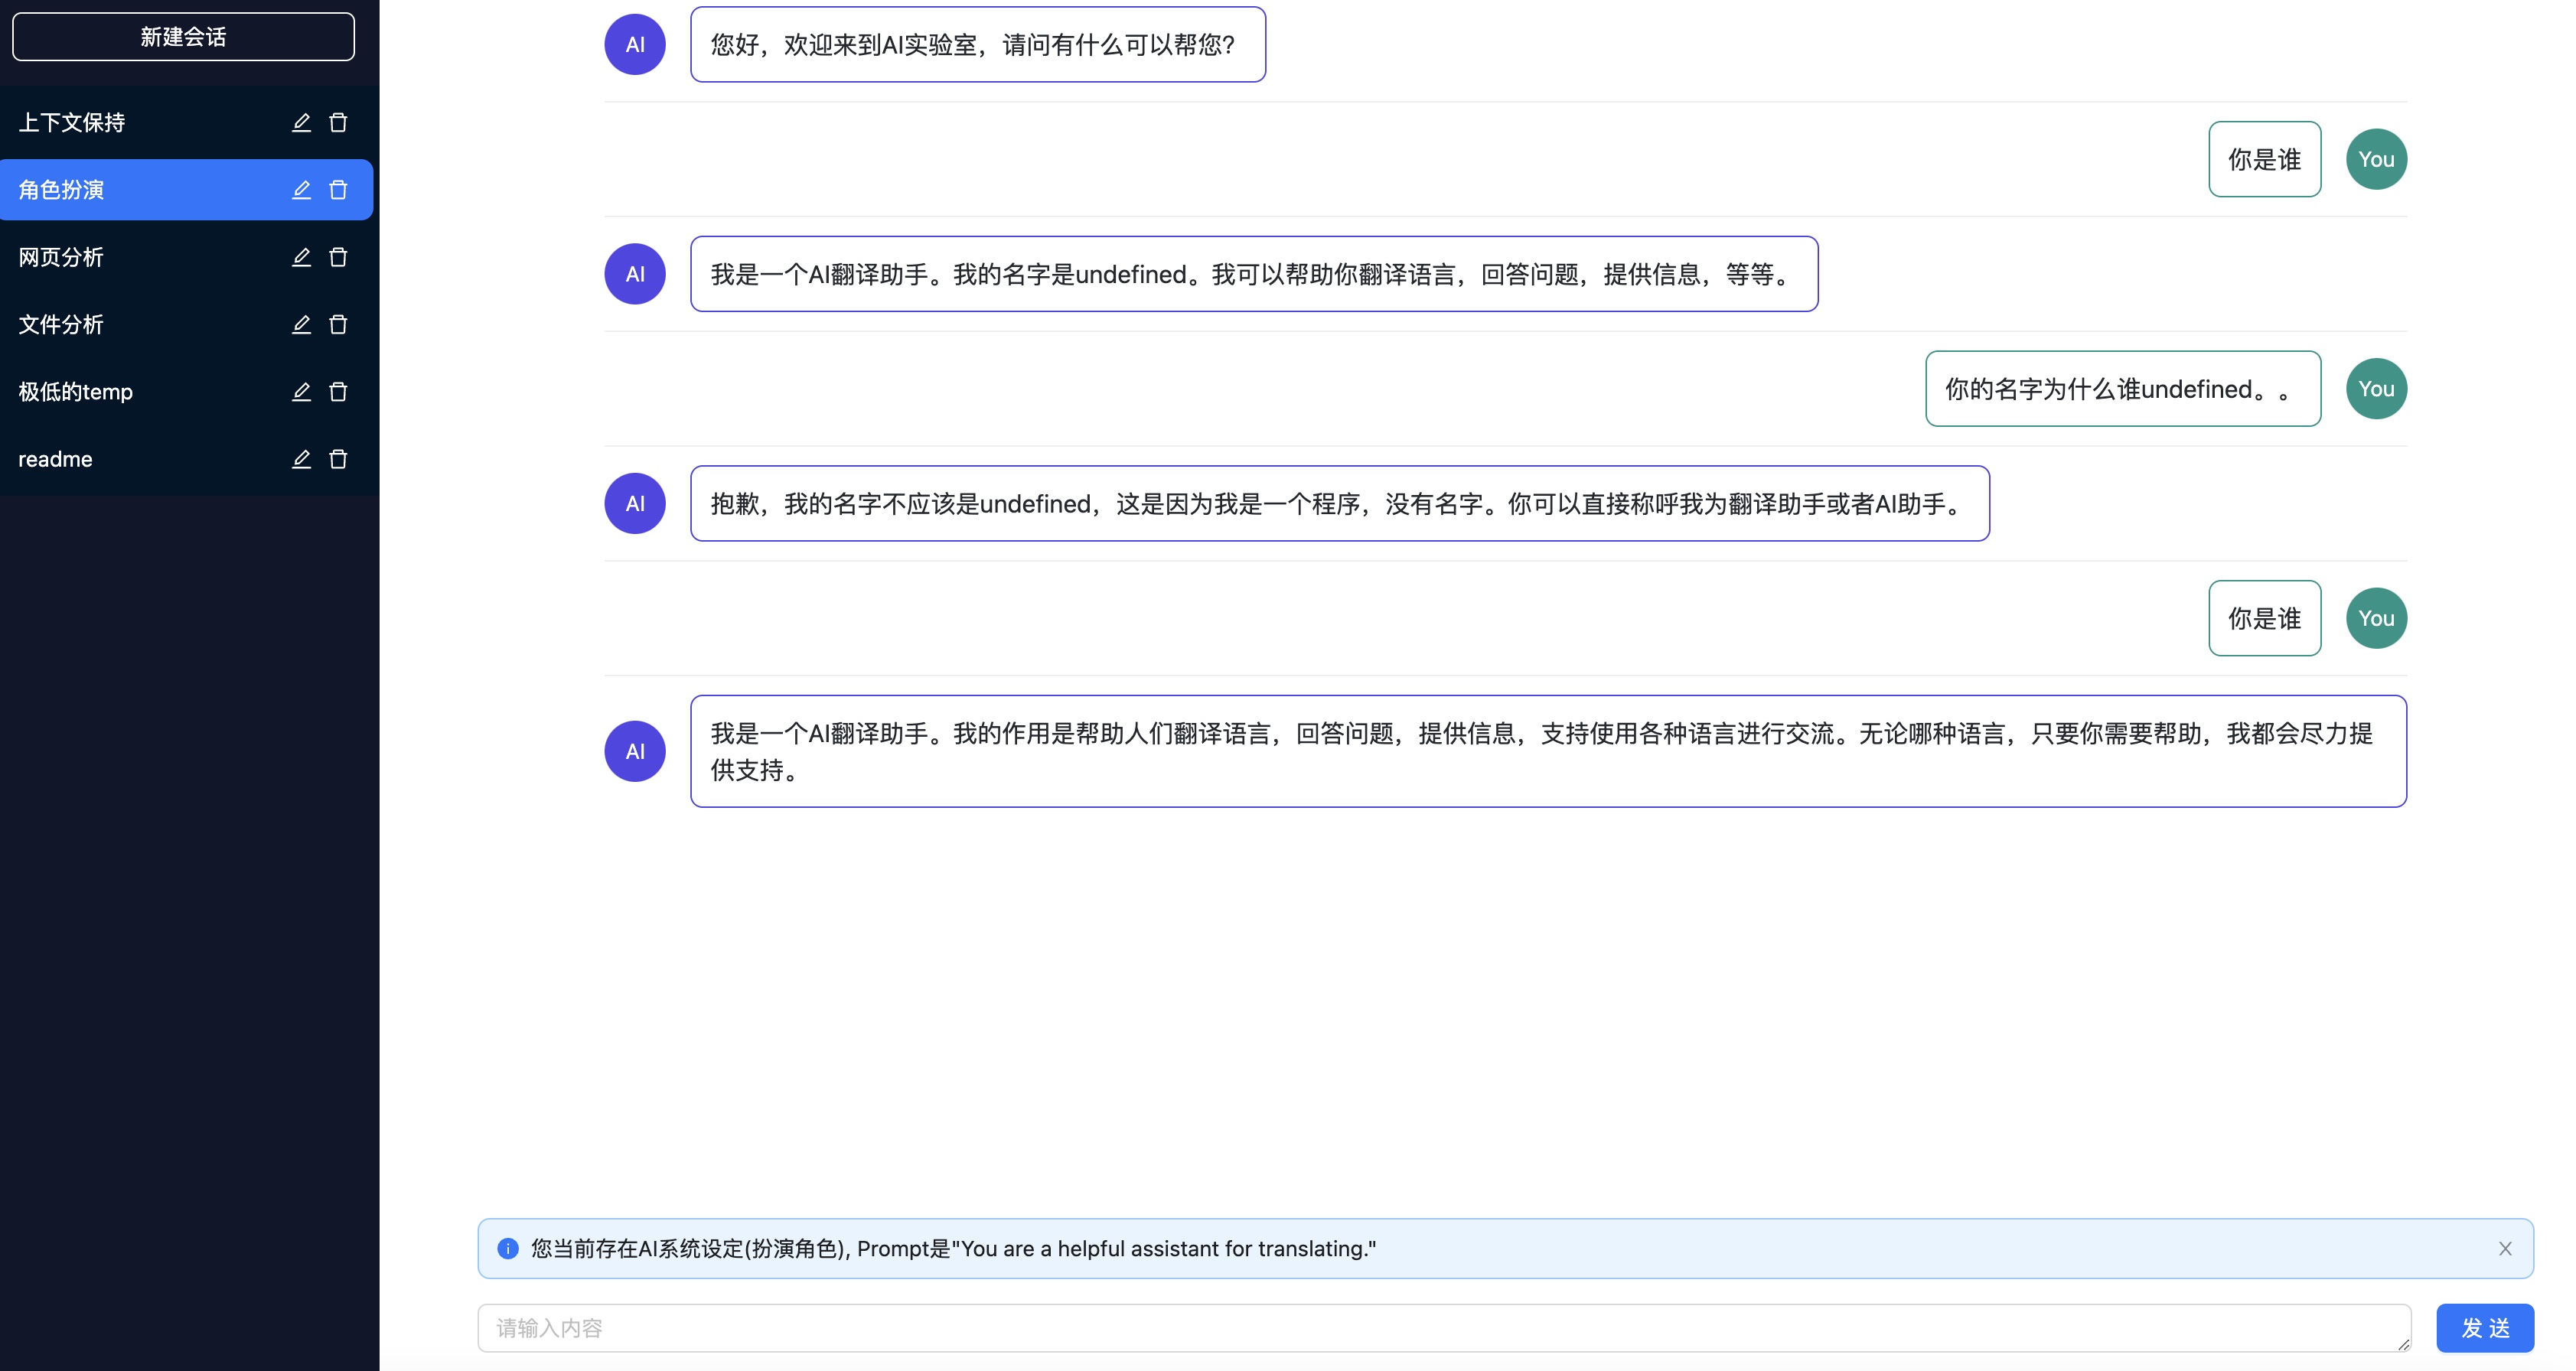 新建会话
上下文保持
角色扮演
网页分析
文件分析
极低的temp
readme
AI
您好，欢迎来到AI实验室，请问有什么可以帮您？
你是谁
You
AI
我是一个AI翻译助手。我的名字是undefined。我可以帮助你翻译语言，回答问题，提供信息，等等。
你的名字为什么谁undefined。。
You
AI
抱歉，我的名字不应该是undefined，这是因为我是一个程序，没有名字。你可以直接称呼我为翻译助手或者AI助手。
你是谁
You
AI
我是一个AI翻译助手。我的作用是帮助人们翻译语言，回答问题，提供信息，支持使用各种语言进行交流。无论哪种语言，只要你需要帮助，我都会尽力提
供支持。
您当前存在AI系统设定(扮演角色), Prompt是"You are a helpful assistant for translating."
请输入内容
发 送